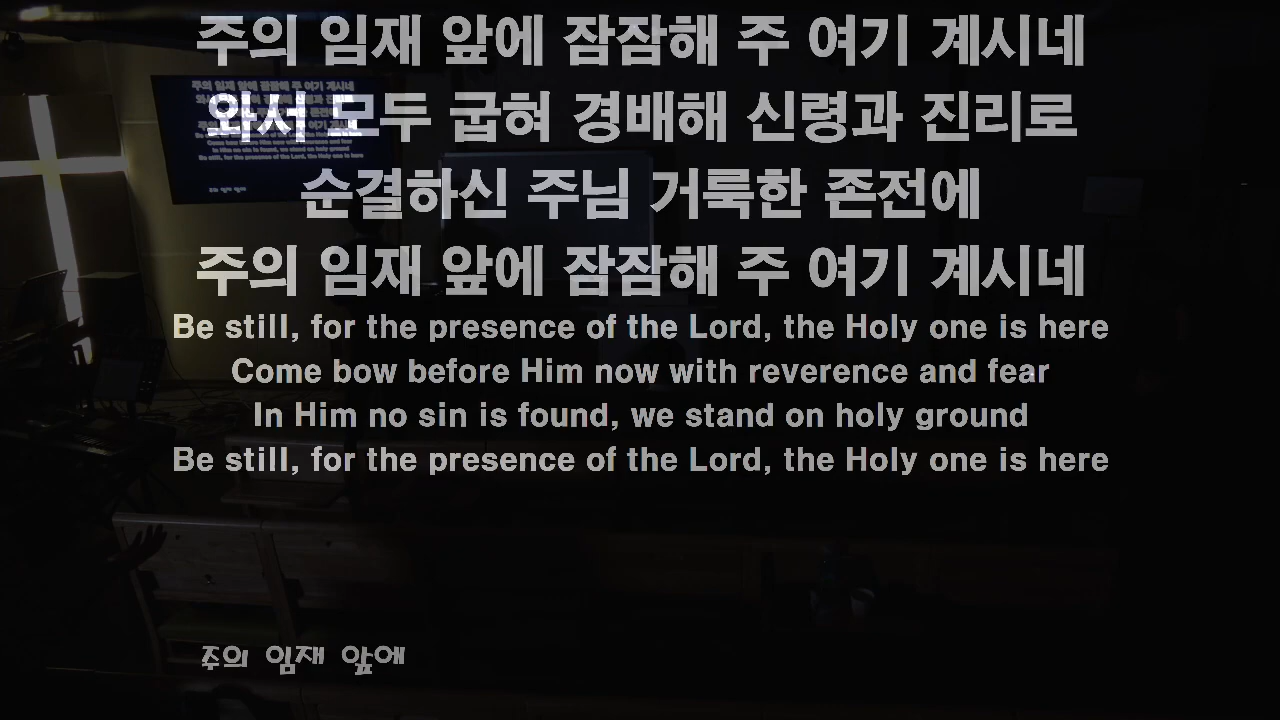 주의 임재 앞에 잠잠해 주 여기 계시네
와서 모두 굽혀 경배해 신령과 진리로
순결하신 주님 거룩한 존전에
주의 임재 앞에 잠잠해 주 여기 계시네
Be still, for the presence of the Lord, the Holy one is here
Come bow before Him now with reverence and fear
In Him no sin is found, we stand on holy ground
Be still, for the presence of the Lord, the Holy one is here
주의 임재 앞에